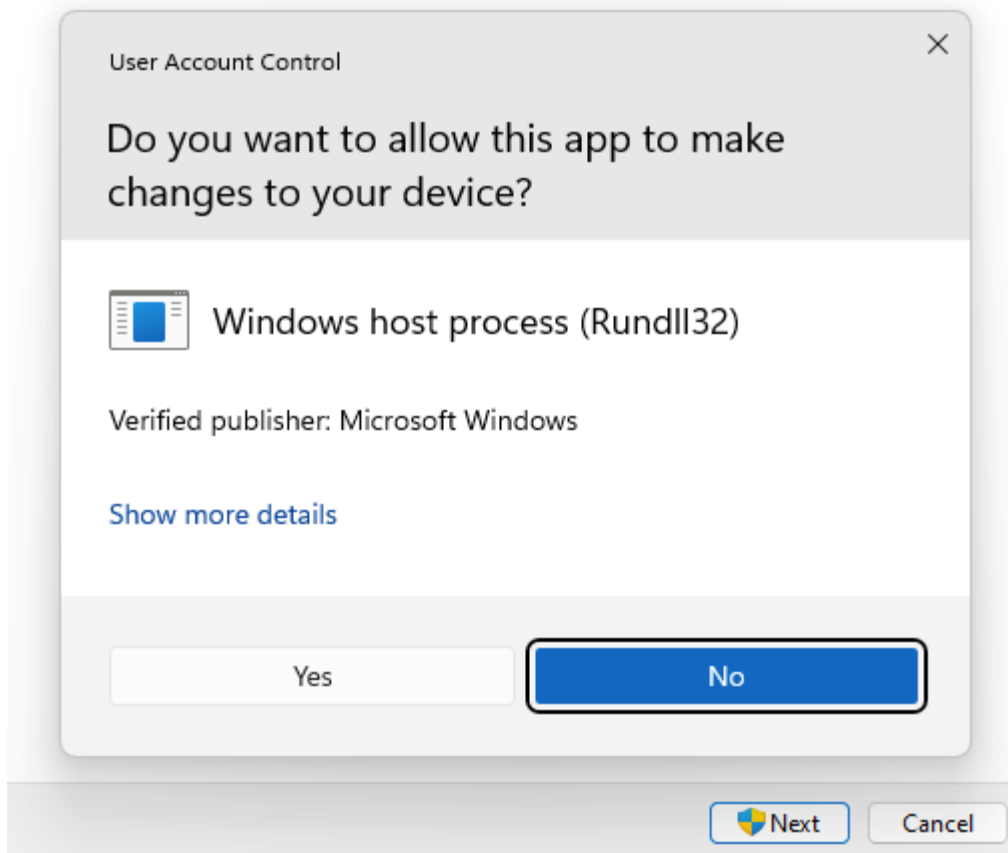 User Account Control
Do you want to allow this app to make
changes to your device?
Windows host process (Rundll32)
Verified publisher: Microsoft Windows
Show more details
Yes
No
Next
Cancel